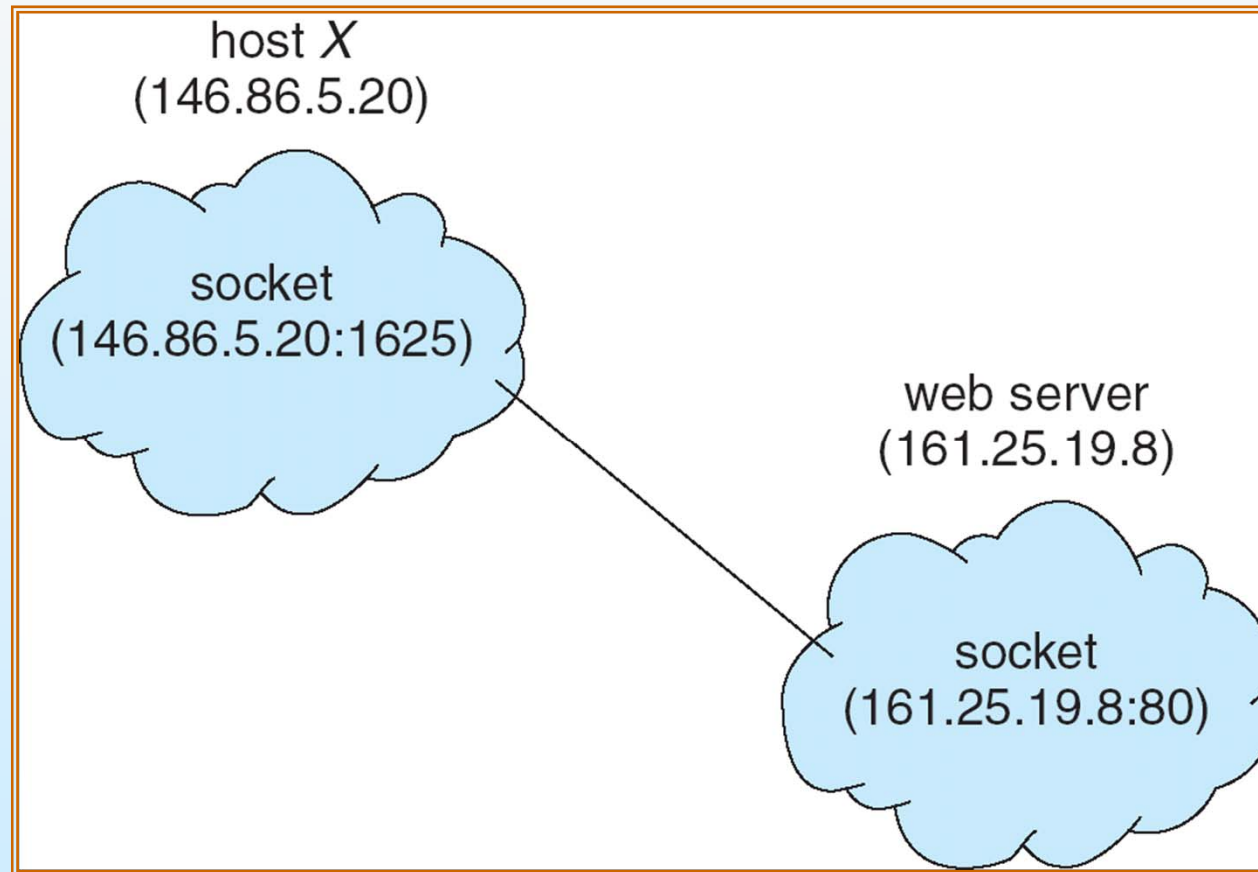 host X
(146.86.5.20)
socket
(146.86.5.20:1625)
web server
(161.25.19.8)
socket
(161.25.19.8:80)